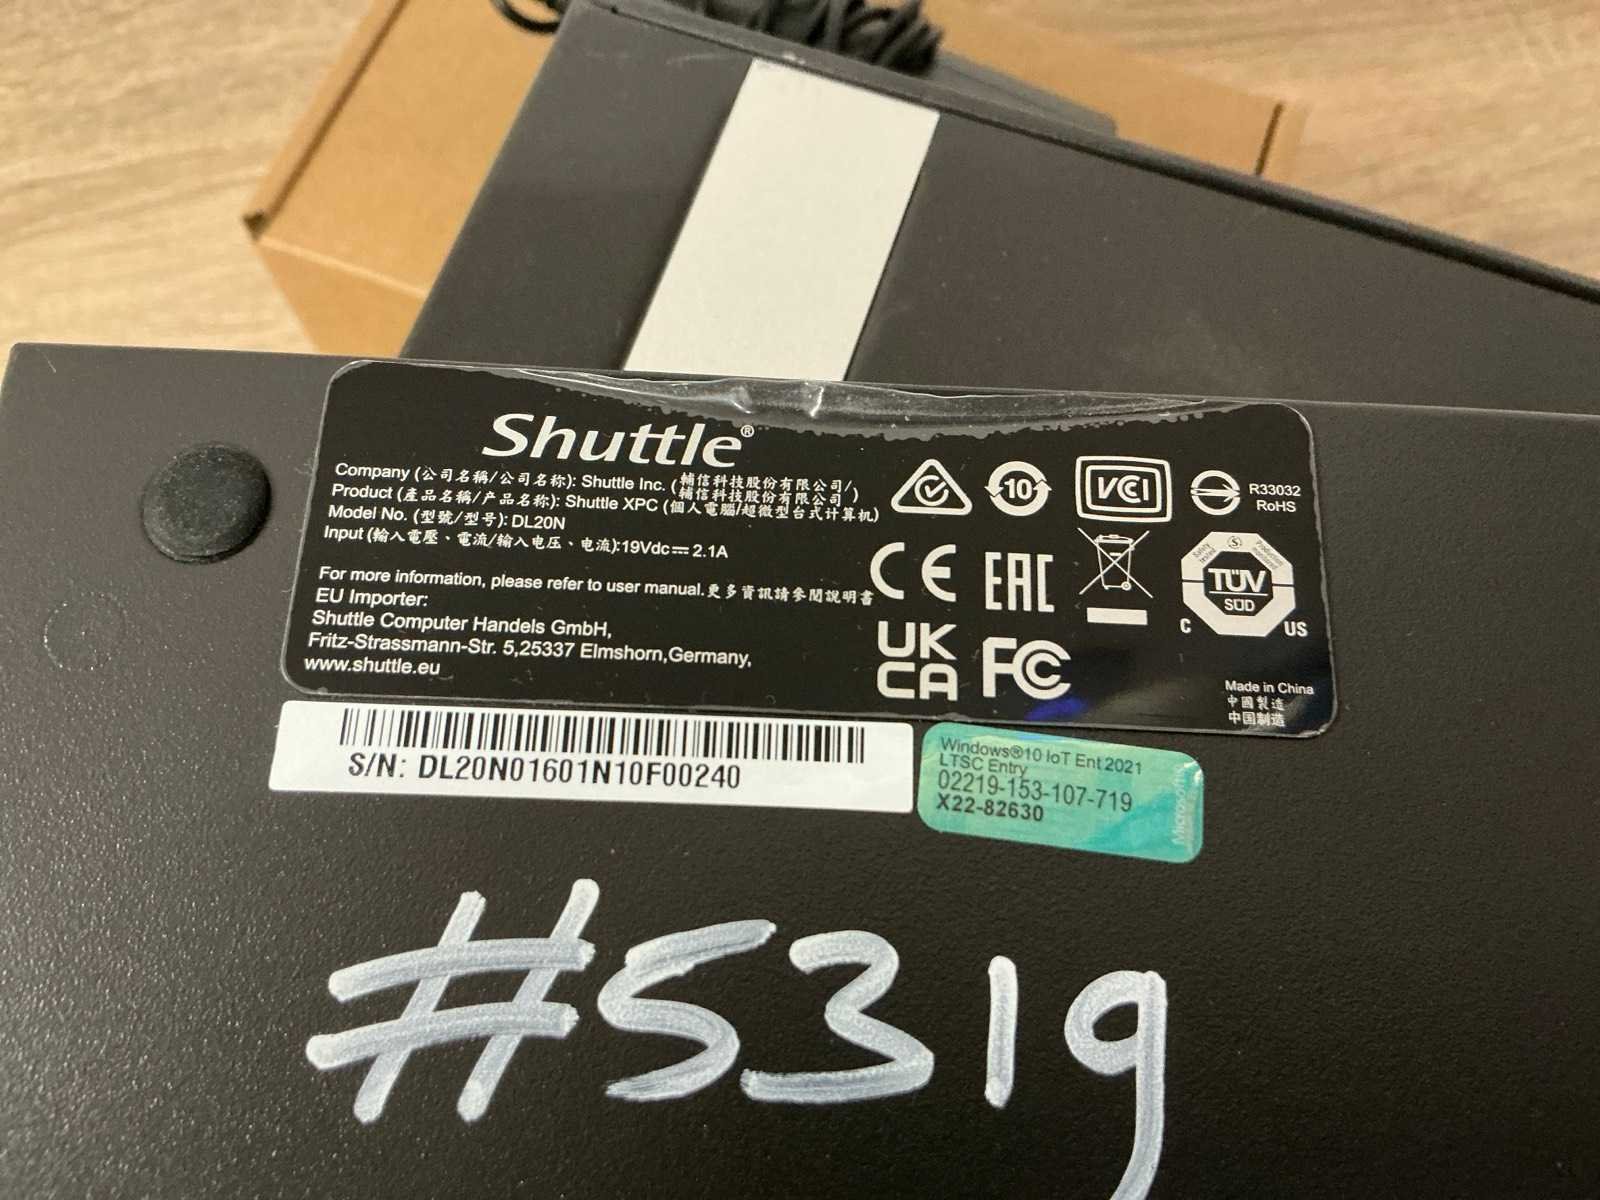 Shuttle®
Company (公司名稱/公司名称): Shuttle Inc. (輔信科技股份有限公司/
輔信科技股份有限公司)
Product (產品名稱/产品名称): Shuttle XPC (個人電腦/超微型台式计算机)
Model No. (型號/型号): DL20N
Input (輸入電壓、電流/输入电压、电流):19Vdc⎓ 2.1A
For more information, please refer to user manual.更多資訊請參閱說明書
EU Importer:
Shuttle Computer Handels GmbH,
Fritz-Strassmann-Str. 5,25337 Elmshorn,Germany,
www.shuttle.eu
10
VCCI
R33032
RoHS
CE
EAC
TÜV
SÜD
C US
UK
CA
FC
Made in China
中國製造
中国制造
S/N: DL20N01601N10F00240
Windows®10 IoT Ent 2021
LTSC Entry
02219-153-107-719
X22-82630
Microsoft
#5319